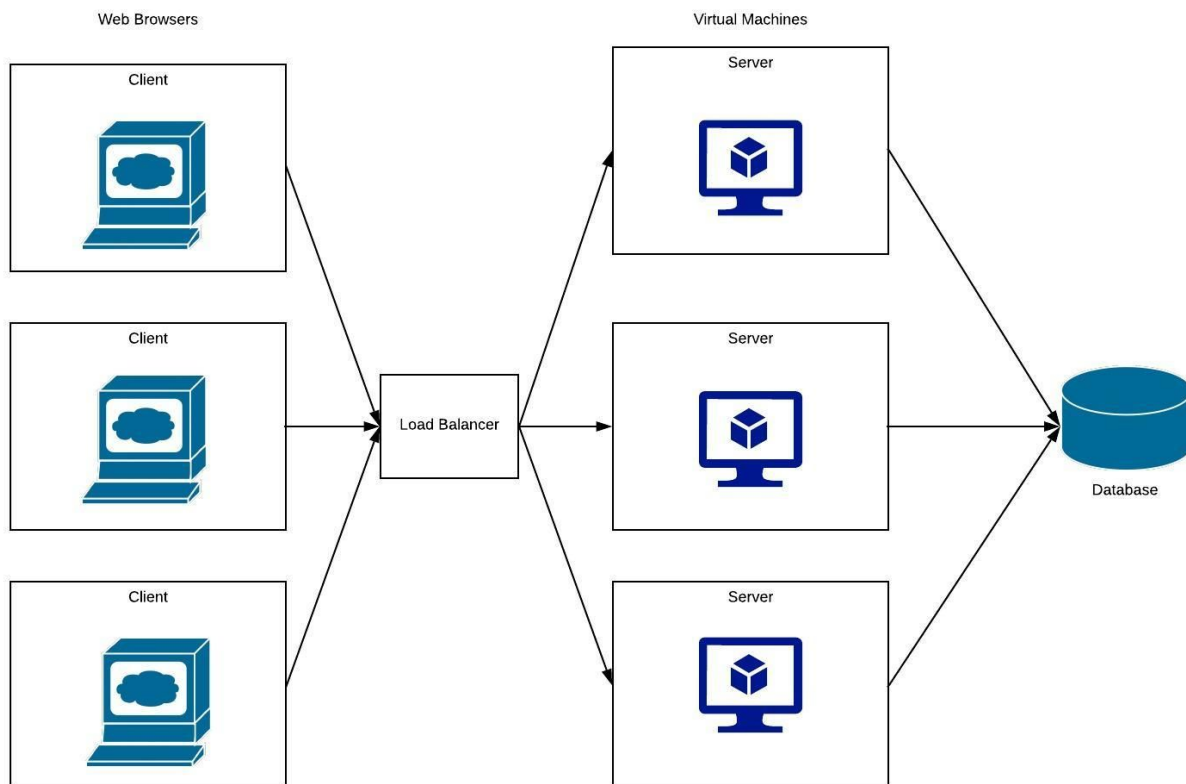 Web Browsers
Virtual Machines
Client
Server
Client
Server
Load Balancer
Database
Client
Server